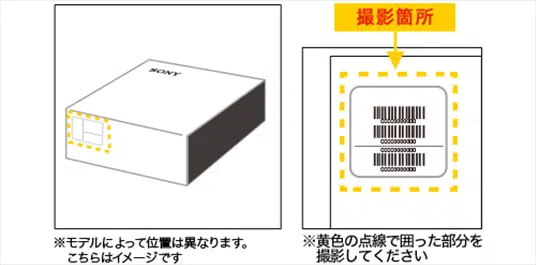 撮影箇所
SONY
※モデルによって位置は異なります。
こちらはイメージです
※黄色の点線で囲った部分を
撮影してください